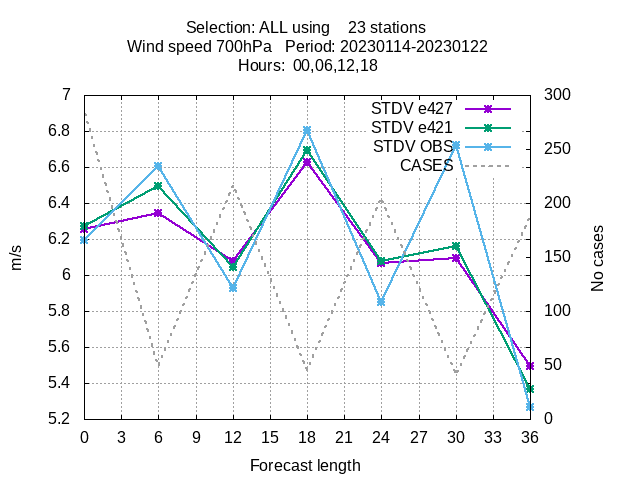 Selection: ALL using    23 stations
Wind speed 700hPa   Period: 20230114-20230122
Hours:  00,06,12,18
7
6.8
6.6
6.4
6.2
6
5.8
5.6
5.4
5.2
m/s
STDV e427
STDV e421
STDV OBS
CASES
300
250
200
150
100
50
0
No cases
0 3 6 9 12 15 18 21 24 27 30 33 36
Forecast length